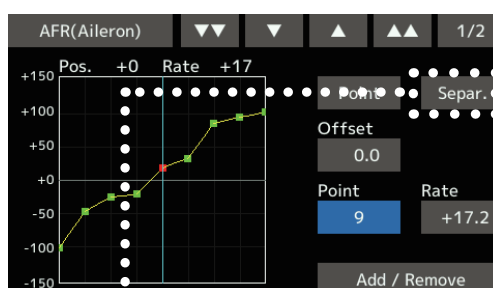 AFR(Aileron) ▼▼ ▼ ▲ ▲▲ 1/2
Pos. +0 Rate +17
+150
+100
+50
+0
-50
-100
-150
Point Separ.
Offset
0.0
Point Rate
9 +17.2
Add / Remove